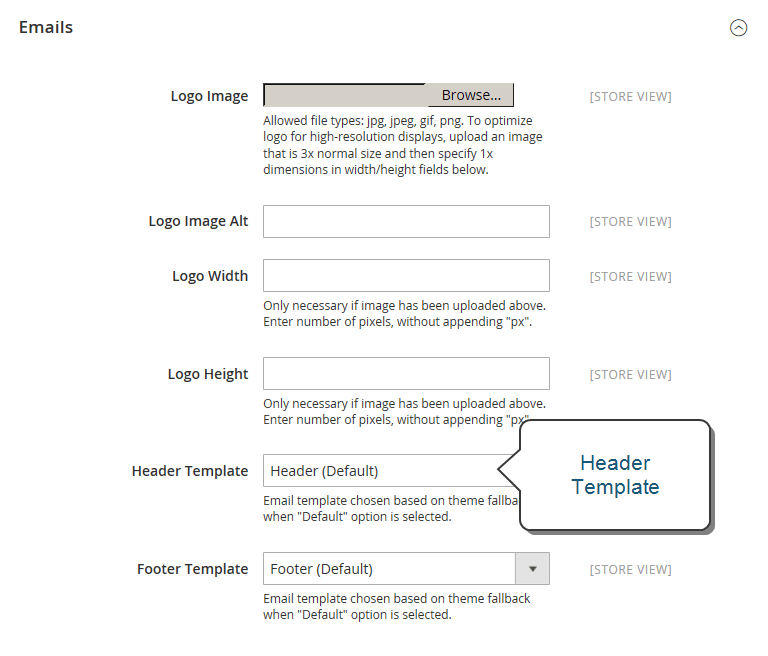 Emails
Logo Image
Browse...
[STORE VIEW]
Allowed file types: jpg, jpeg, gif, png. To optimize
logo for high-resolution displays, upload an image
that is 3x normal size and then specify 1x
dimensions in width/height fields below.
Logo Image Alt
[STORE VIEW]
Logo Width
[STORE VIEW]
Only necessary if image has been uploaded above.
Enter number of pixels, without appending "px".
Logo Height
[STORE VIEW]
Only necessary if image has been uploaded above.
Enter number of pixels, without appending "px"
Header Template
Header (Default)
Header
Template
Email template chosen based on theme
when "Default" option is selected.
Footer Template
Footer (Default)
[STORE VIEW]
Email template chosen based on theme fallback
when "Default" option is selected.